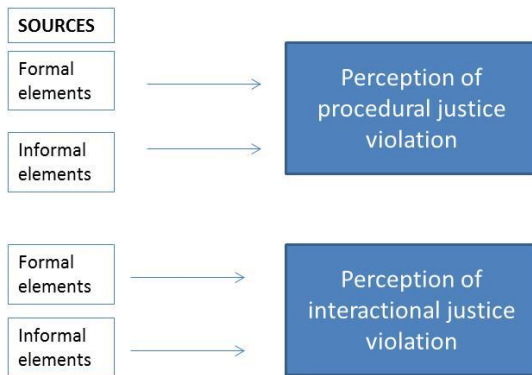 SOURCES
Formal
elements
Informal
elements
Perception of
procedural justice
violation
Formal
elements
Informal
elements
Perception of
interactional justice
violation